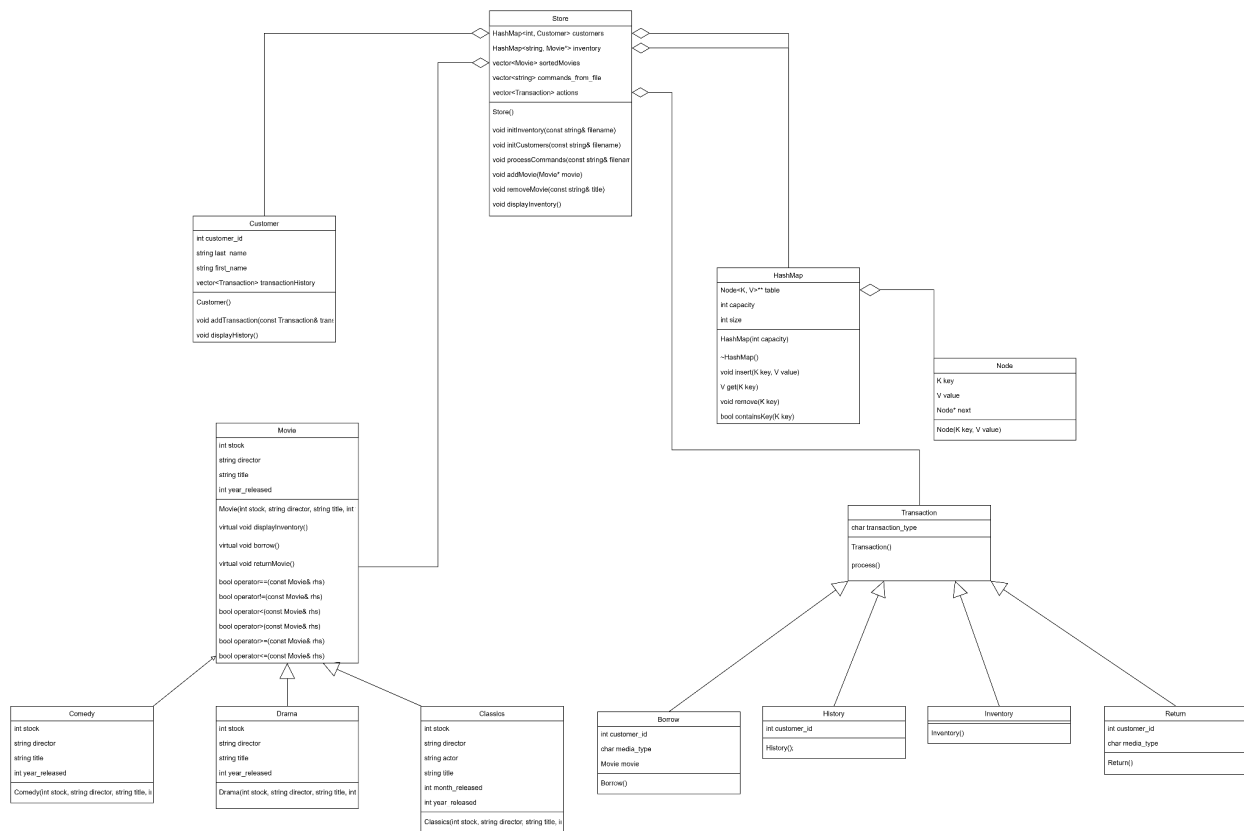 Store
HashMap<int, Customer> customers
HashMap<string, Movie*> inventory
vector<Movie> sortedMovies
vector<string> commands_from_file
vector<Transaction> actions
Store()
void initInventory(const string& filename)
void initCustomers(const string& filename)
void processCommands(const string& filenam
void addMovie(Movie* movie)
void removeMovie(const string& title)
void displayInventory()
Customer
int customer_id
string last_name
string first_name
vector<Transaction> transactionHistory
Customer()
void addTransaction(const Transaction& trans
void displayHistory()
HashMap
Node<K, V>** table
int capacity
int size
HashMap(int capacity)
~HashMap()
void insert(K key, V value)
V get(K key)
void remove(K key)
bool containsKey(K key)
Node
K key
V value
Node* next
Node(K key, V value)
Movie
int stock
string director
string title
int year_released
Movie(int stock, string director, string title, int
virtual void displayInventory()
virtual void borrow()
virtual void returnMovie()
bool operator==(const Movie& rhs)
bool operator!=(const Movie& rhs)
bool operator<(const Movie& rhs)
bool operator>(const Movie& rhs)
bool operator>=(const Movie& rhs)
bool operator<=(const Movie& rhs)
Transaction
char transaction_type
Transaction()
process()
Comedy
int stock
string director
string title
int year_released
Comedy(int stock, string director, string title, i
Drama
int stock
string director
string title
int year_released
Drama(int stock, string director, string title, int
Classics
int stock
string director
string actor
string title
int month_released
int year_released
Classics(int stock, string director, string title, i
Borrow
int customer_id
char media_type
Movie movie
Borrow()
History
int customer_id
History();
Inventory
Inventory()
Return
int customer_id
char media_type
Return()